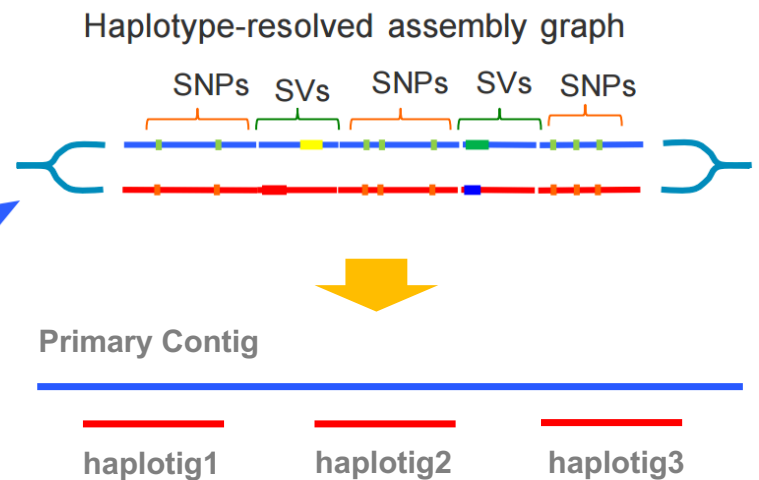 Haplotype-resolved assembly graph
SNPs SVs SNPs SVs SNPs
Primary Contig
haplotig1 haplotig2 haplotig3